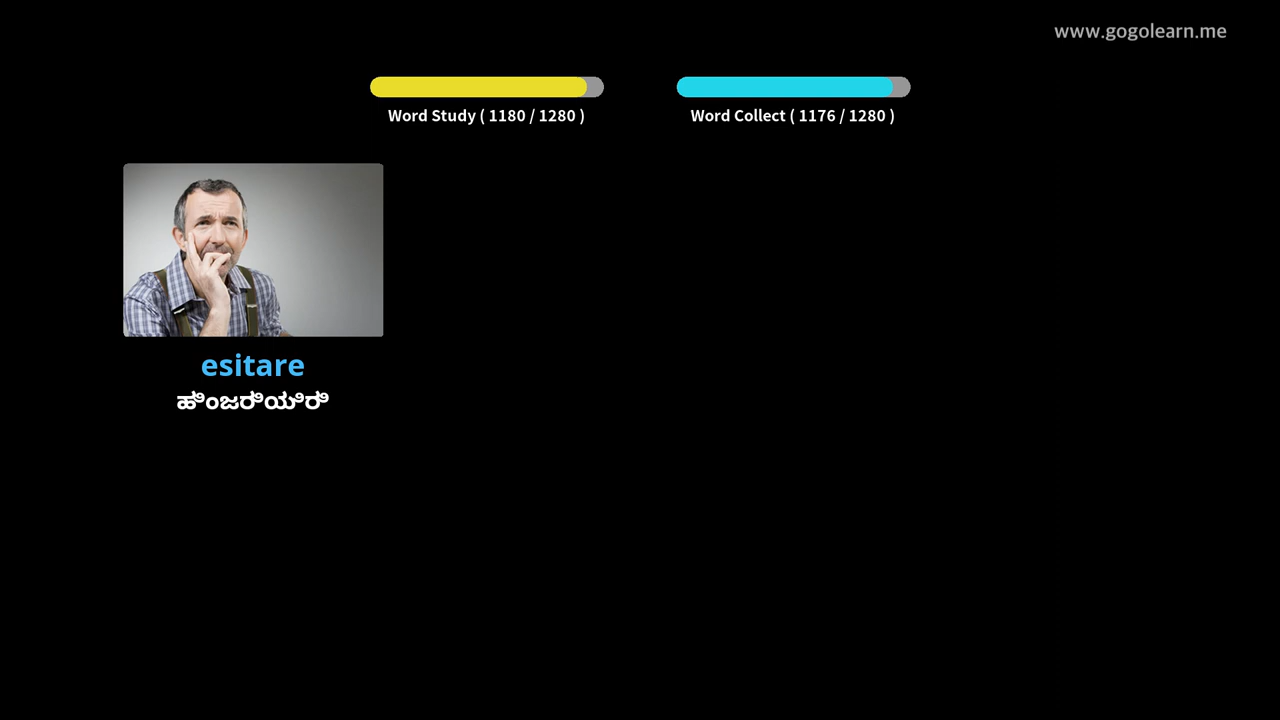 www.gogolearn.me
Word Study ( 1180 / 1280 )
Word Collect ( 1176 / 1280 )
esitare
ಹಿಂಜರಿಯಿರಿ